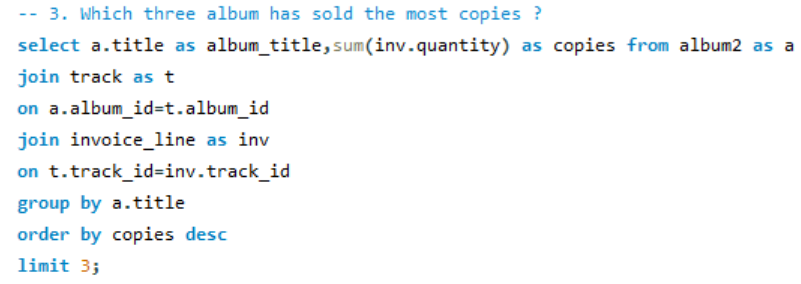 -- 3. Which three album has sold the most copies ?
select a.title as album_title,sum(inv.quantity) as copies from album2 as a
join track as t
on a.album_id=t.album_id
join invoice_line as inv
on t.track_id=inv.track_id
group by a.title
order by copies desc
limit 3;